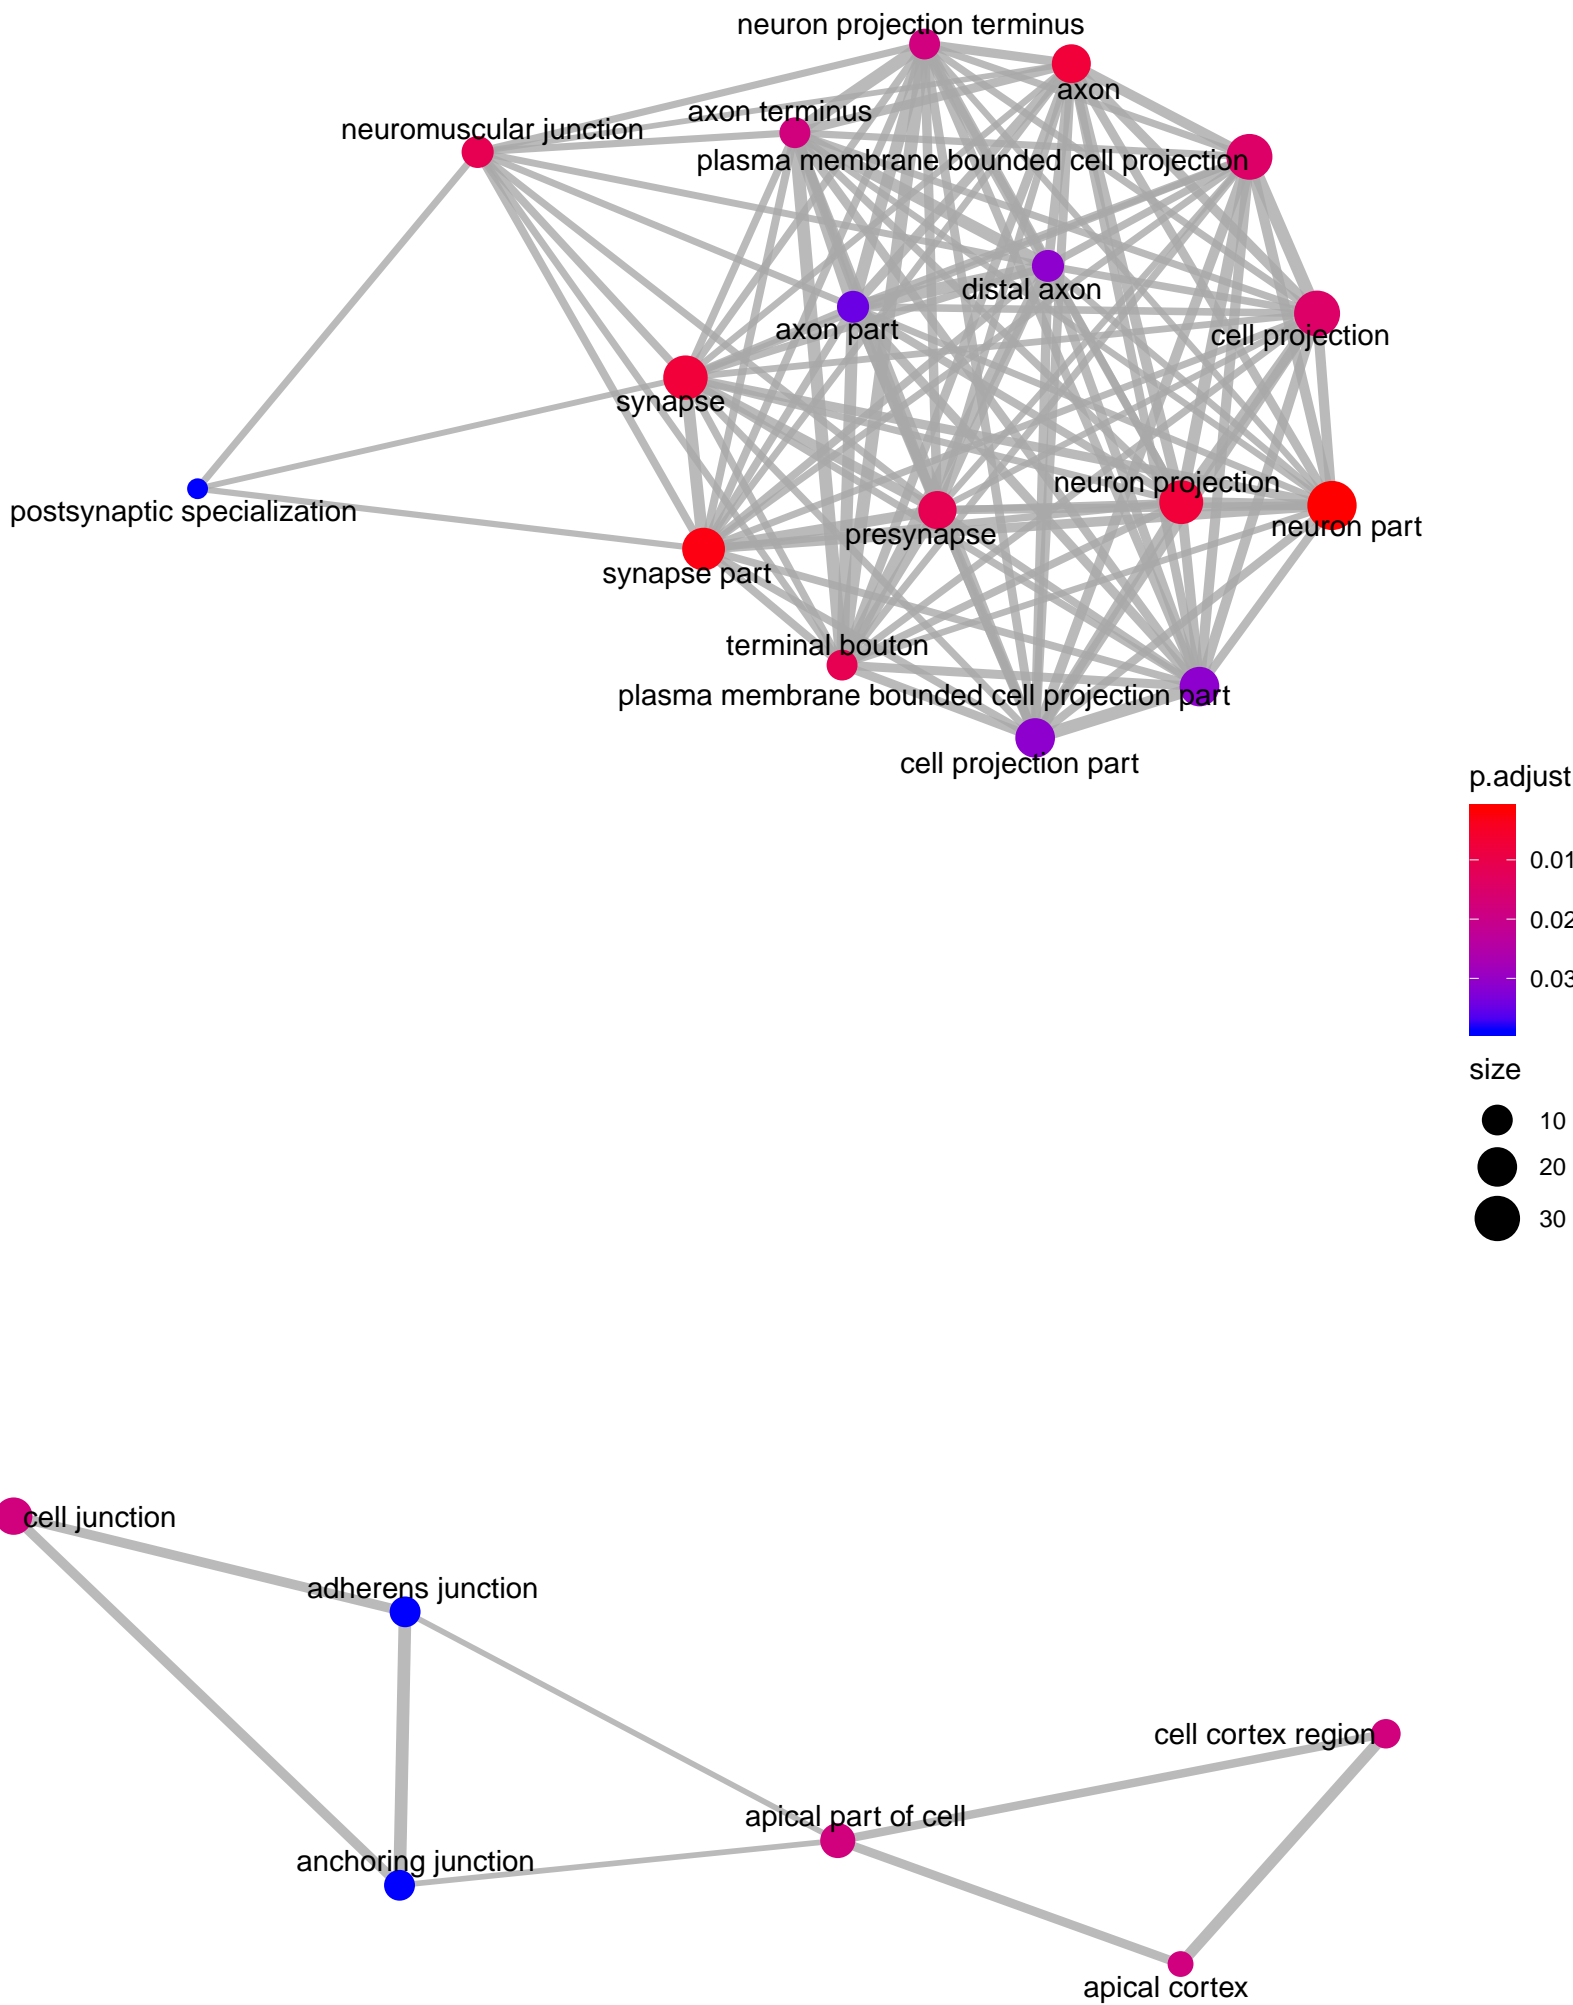 neuron projection terminus
axon
axon terminus
neuromuscular junction
plasma membrane bounded cell projection
distal axon
axon part
cell projection
synapse
neuron projection
postsynaptic specialization
neuron part
presynapse
synapse part
terminal bouton
plasma membrane bounded cell projection part
cell projection part
p.adjust
0.01
0.02
0.03
size
10
20
30
cell junction
adherens junction
cell cortex region
apical part of cell
anchoring junction
apical cortex